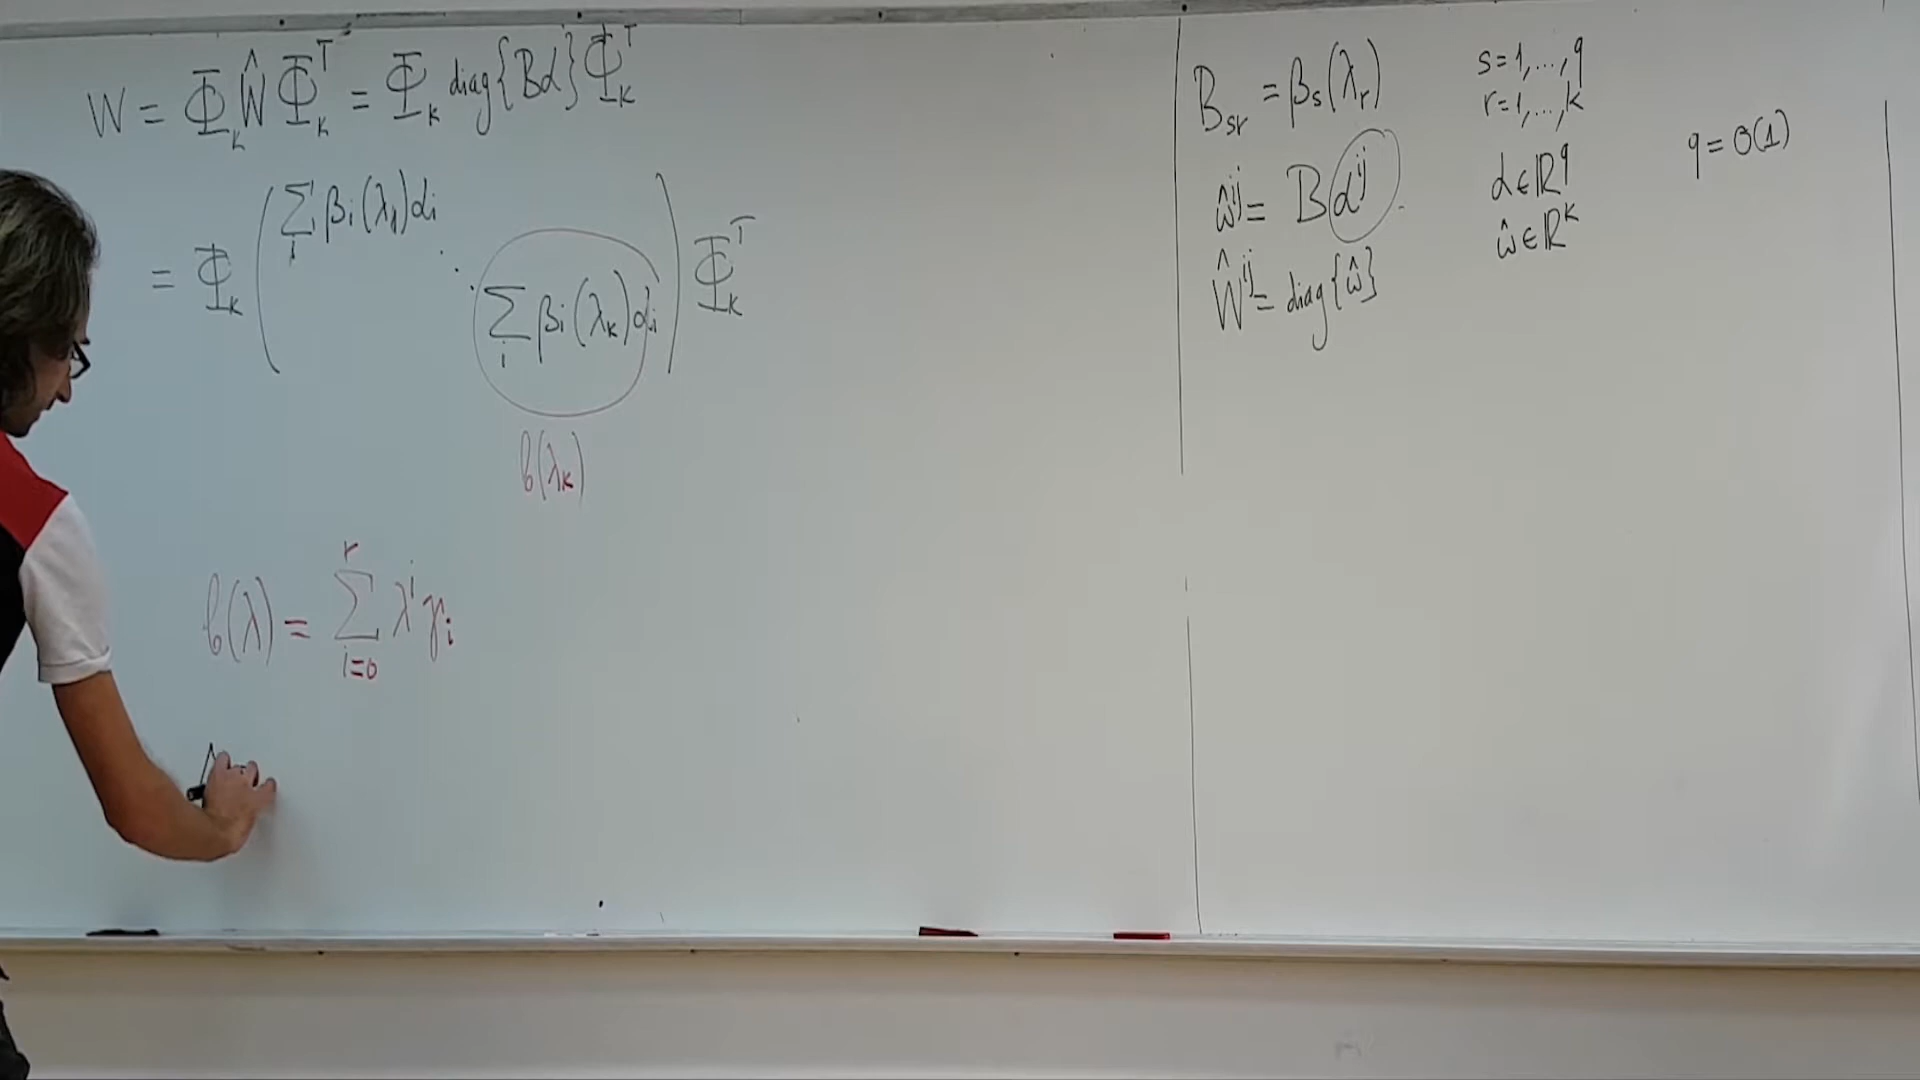 W = Φ_k Ŵ Φ_k^T = Φ_k diag{Bα} Φ_k^T
= Φ_k ( Σ_i β_i(λ_1)α_i ⋱ Σ_i β_i(λ_k)α_i ) Φ_k^T
b(λ_k)
b(λ) = Σ_{i=0}^{r} λ^i γ_i
B_sr = β_s(λ_r)
s=1,...,q
r=1,...,k
ŵ^ij = Bα^ij
α∈ℝ^q
q = O(1)
ŵ∈ℝ^k
Ŵ^ij = diag{ŵ}